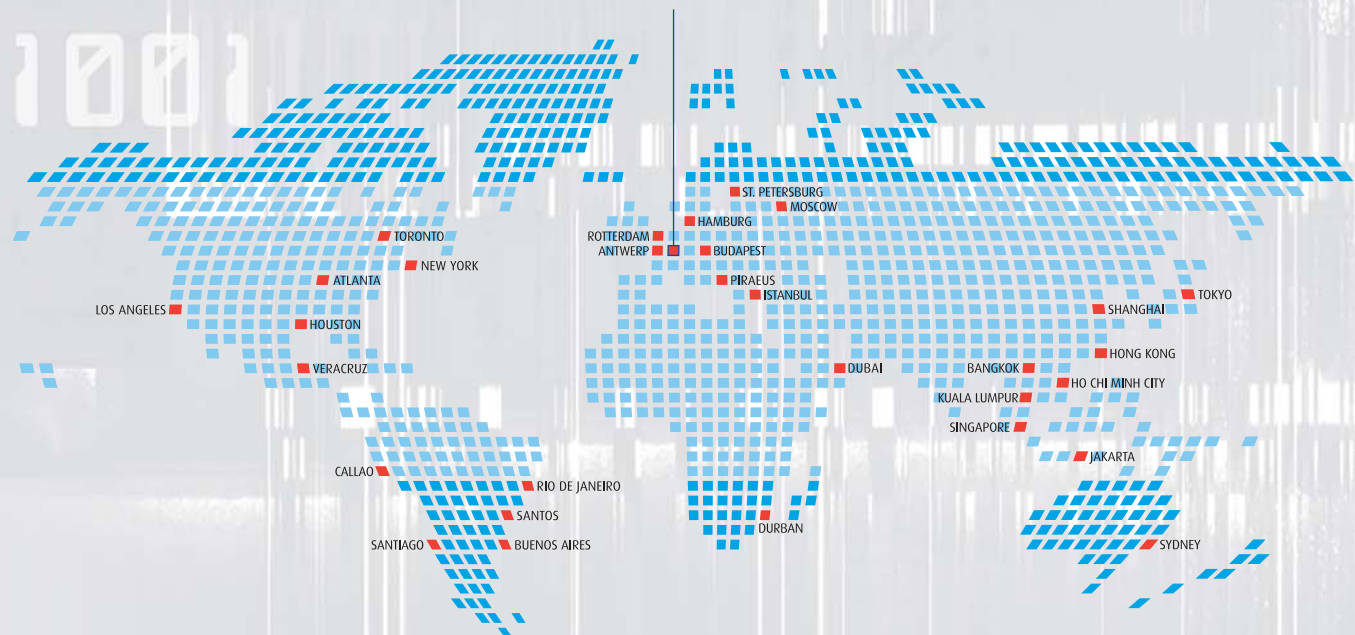 1001
ST. PETERSBURG
MOSCOW
HAMBURG
ROTTERDAM
TORONTO
ANTWERP
BUDAPEST
NEW YORK
ATLANTA
PIRAEUS
ISTANBUL
TOKYO
LOS ANGELES
SHANGHAI
HOUSTON
HONG KONG
VERACRUZ
DUBAI
BANGKOK
HO CHI MINH CITY
KUALA LUMPUR
SINGAPORE
JAKARTA
CALLAO
RIO DE JANEIRO
SANTOS
DURBAN
SANTIAGO
BUENOS AIRES
SYDNEY